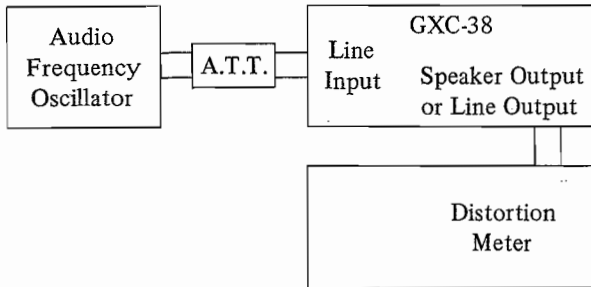 Audio
Frequency
Oscillator
A.T.T.
Line
Input
GXC-38
Speaker Output
or Line Output
Distortion
Meter